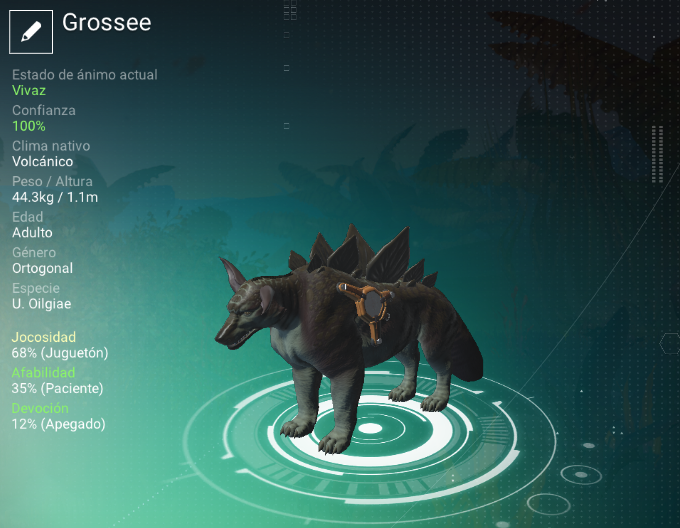 Grossee
Estado de ánimo actual
Vivaz
Confianza
100%
Clima nativo
Volcánico
Peso / Altura
44.3kg / 1.1m
Edad
Adulto
Género
Ortogonal
Especie
U. Oilgiae
Jocosidad
68% (Juguetón)
Afabilidad
35% (Paciente)
Devoción
12% (Apegado)